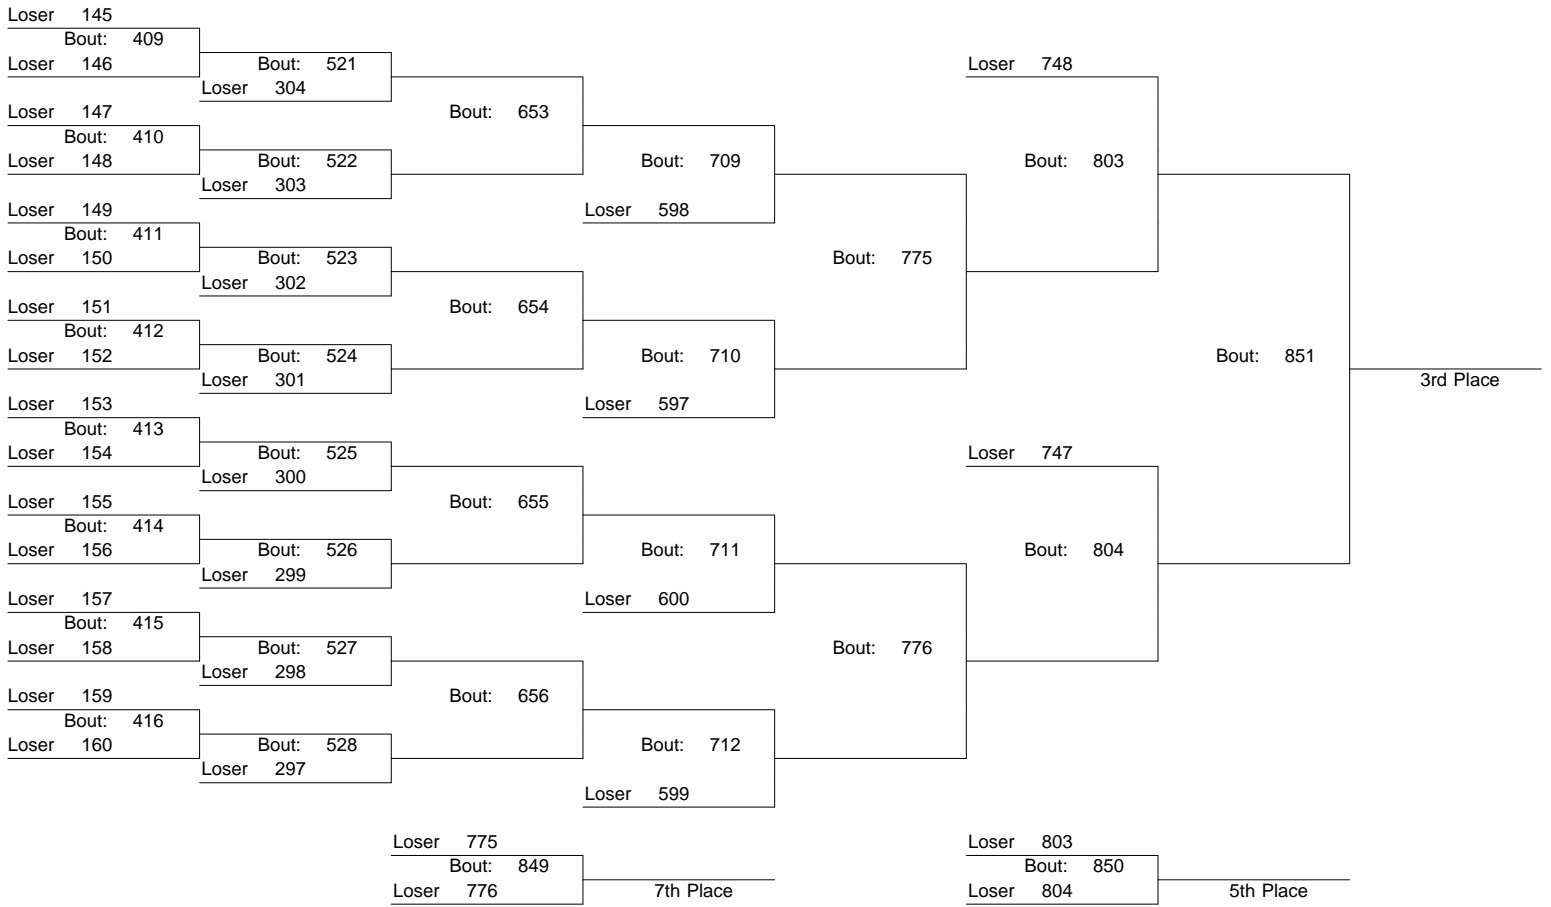 Loser 145
Bout: 409
Loser 146 Bout: 521 Loser 748
Loser 304
Loser 147 Bout: 653
Bout: 410
Loser 148 Bout: 522 Bout: 709 Bout: 803
Loser 303
Loser 149 Loser 598
Bout: 411
Loser 150 Bout: 523 Bout: 775
Loser 302
Loser 151 Bout: 654
Bout: 412
Loser 152 Bout: 524 Bout: 710 Bout: 851
Loser 301 3rd Place
Loser 153 Loser 597
Bout: 413
Loser 154 Bout: 525 Loser 747
Loser 300
Loser 155 Bout: 655
Bout: 414
Loser 156 Bout: 526 Bout: 711 Bout: 804
Loser 299
Loser 157 Loser 600
Bout: 415
Loser 158 Bout: 527 Bout: 776
Loser 298
Loser 159 Bout: 656
Bout: 416
Loser 160 Bout: 528 Bout: 712
Loser 297
Loser 599
Loser 775 Loser 803
Bout: 849 Bout: 850
Loser 776 7th Place Loser 804 5th Place